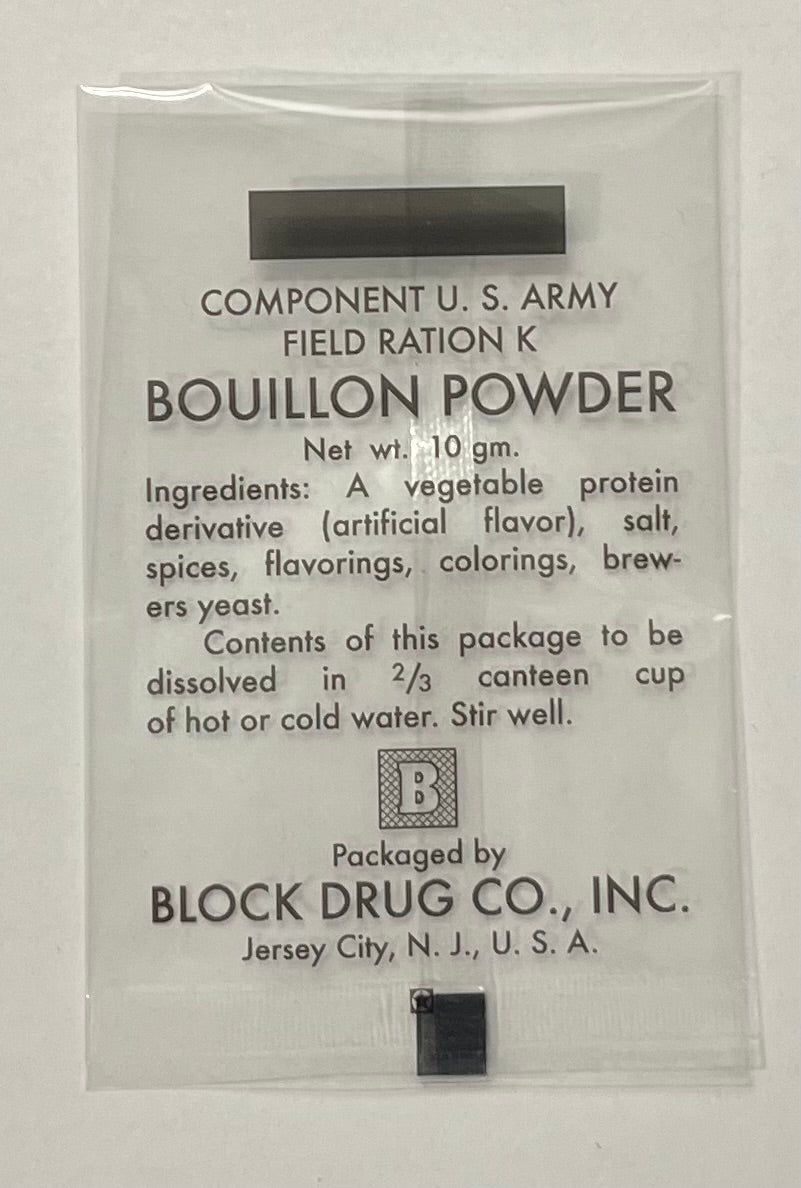 COMPONENT U. S. ARMY
FIELD RATION K
BOUILLON POWDER
Net wt. 10 gm.
Ingredients: A vegetable protein
derivative (artificial flavor), salt,
spices, flavorings, colorings, brew-
ers yeast.
Contents of this package to be
dissolved in 2/3 canteen cup
of hot or cold water. Stir well.
B
Packaged by
BLOCK DRUG CO., INC.
Jersey City, N. J., U. S. A.